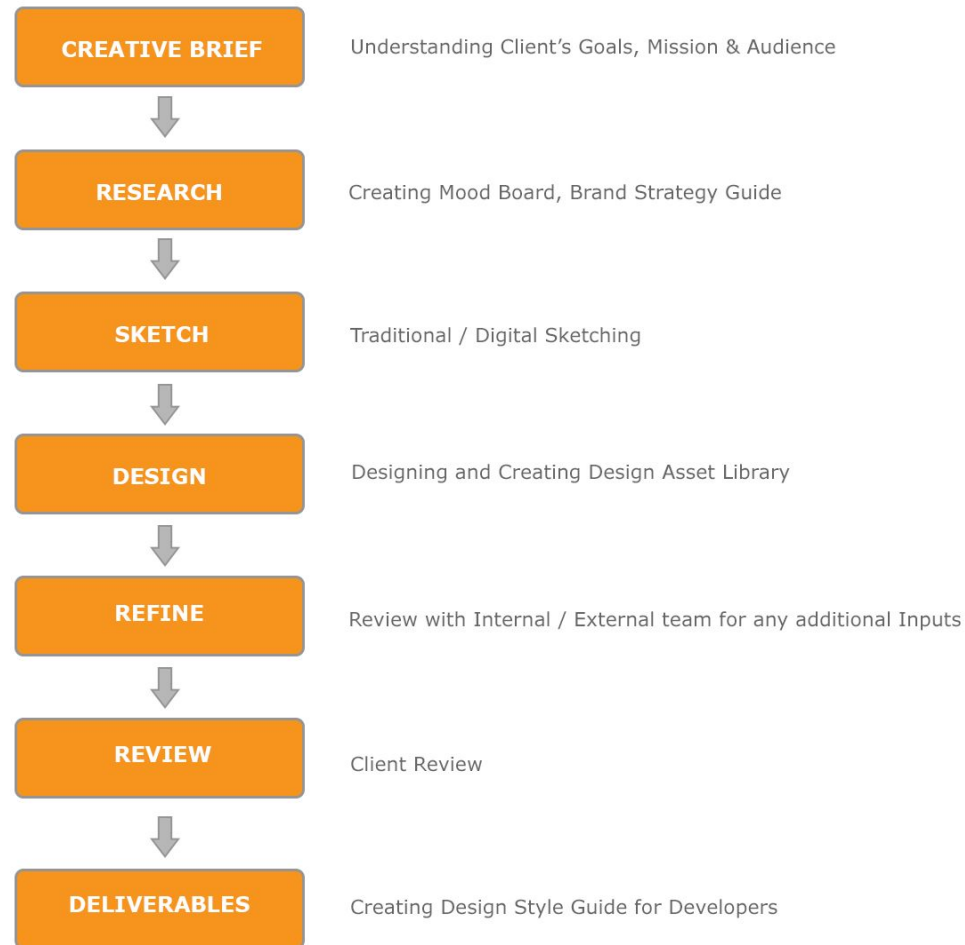 CREATIVE BRIEF
Understanding Client's Goals, Mission & Audience
RESEARCH
Creating Mood Board, Brand Strategy Guide
SKETCH
Traditional / Digital Sketching
DESIGN
Designing and Creating Design Asset Library
REFINE
Review with Internal / External team for any additional Inputs
REVIEW
Client Review
DELIVERABLES
Creating Design Style Guide for Developers